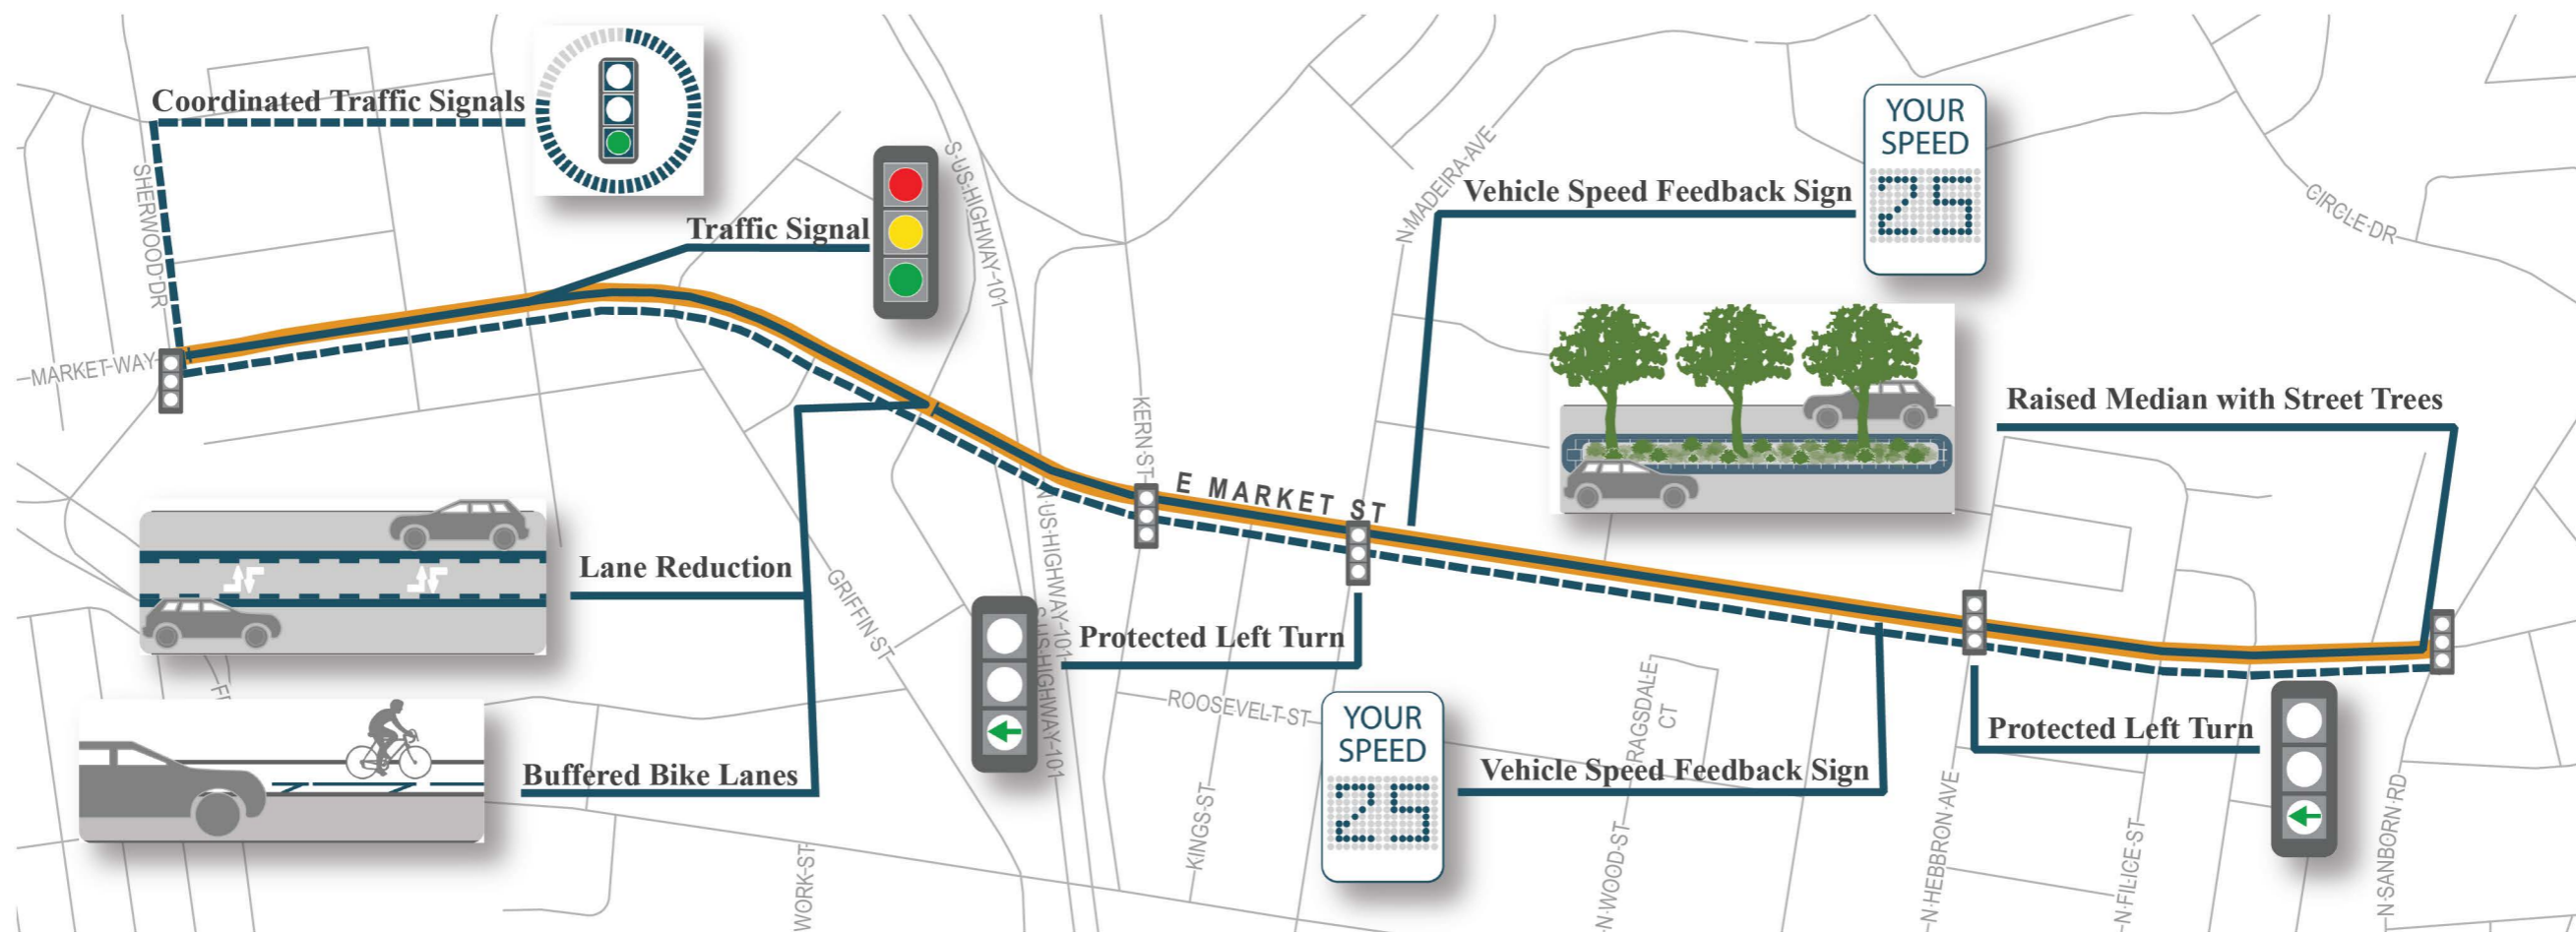 Coordinated Traffic Signals
SHERWOOD DR
MARKET WAY
Traffic Signal
S US HIGHWAY 101
N MADEIRA AVE
Vehicle Speed Feedback Sign
YOUR
SPEED
25
CIRCLE DR
Raised Median with Street Trees
KERN ST
E MARKET ST
N US HIGHWAY 101
S US HIGHWAY 101
Lane Reduction
GRIFFIN ST
Protected Left Turn
ROOSEVELT ST
YOUR
SPEED
25
RAGSDALE
CT
Vehicle Speed Feedback Sign
Protected Left Turn
Buffered Bike Lanes
WORK ST
KINGS ST
N WOOD ST
N HEBBRON AVE
N FILICE ST
N SANBORN RD